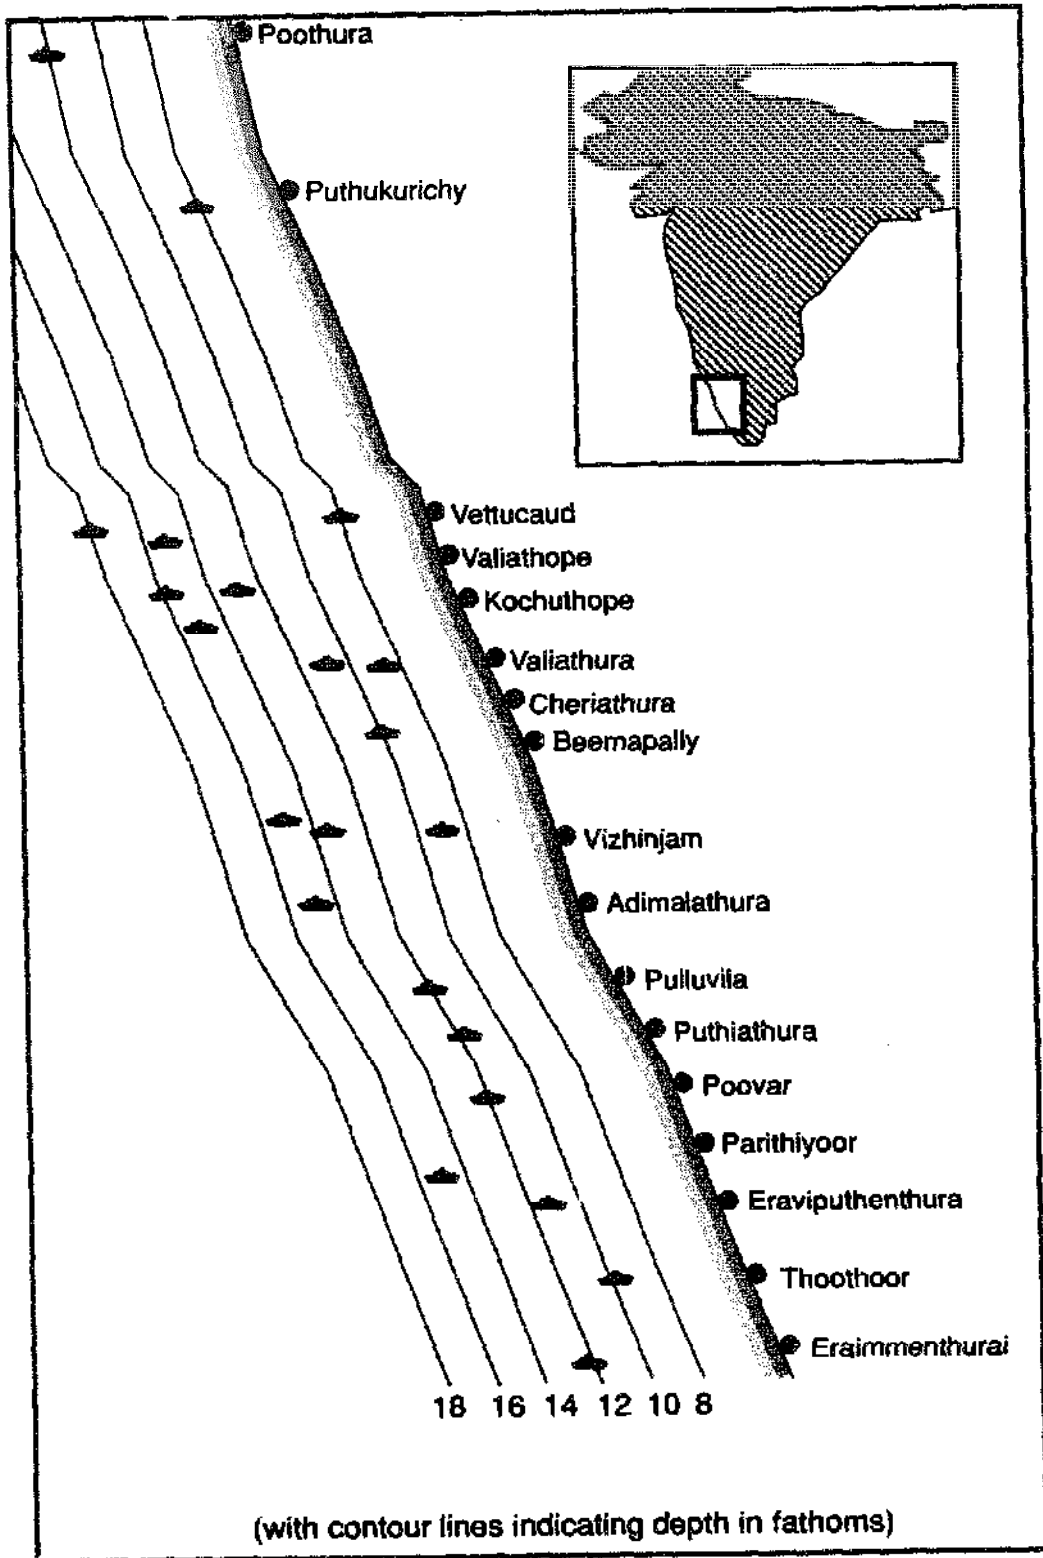 Poothura
Puthukurichy
Vettucaud
Valiathope
Kochuthope
Valiathura
Cheriathura
Beemapally
Vizhinjam
Adimalathura
Pulluvila
Puthiathura
Poovar
Parithiyoor
Eraviputhenthura
Thoothoor
Eraimmenthurai
18 16 14 12 10 8
(with contour lines indicating depth in fathoms)